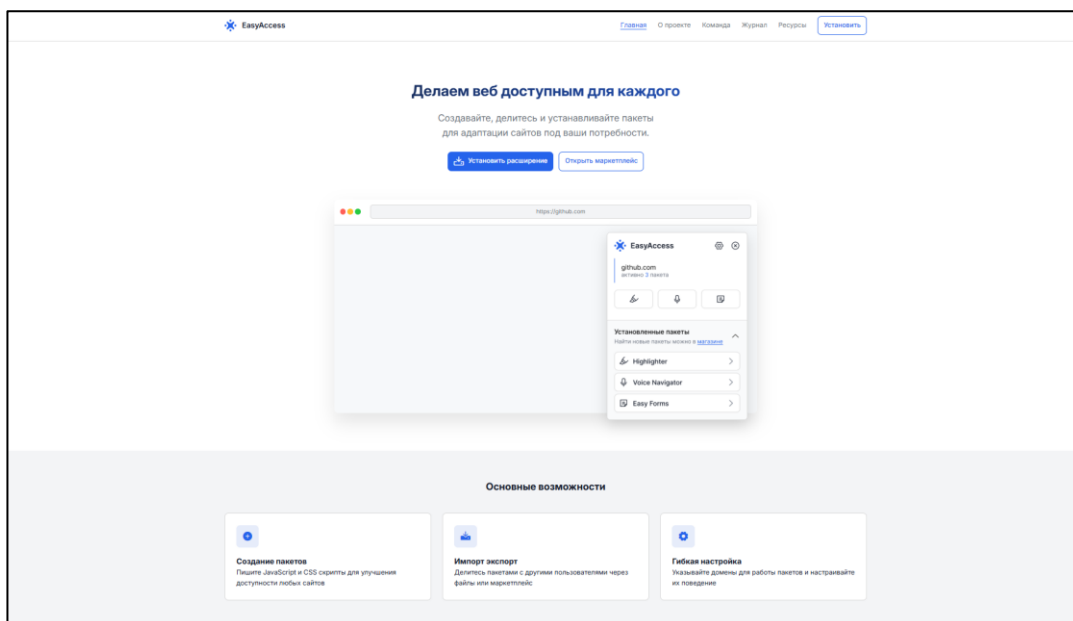 EasyAccess
Главная О проекте Команда Журнал Ресурсы Установить
Делаем веб доступным для каждого
Создавайте, делитесь и устанавливайте пакеты
для адаптации сайтов под ваши потребности.
Установить расширение Открыть маркетплейс
https://github.com
EasyAccess
github.com
активно 3 пакета
Установленные пакеты
Найти новые пакеты можно в магазине
Highlighter
Voice Navigator
Easy Forms
Основные возможности
Создание пакетов
Пишите JavaScript и CSS скрипты для улучшения
доступности любых сайтов
Импорт экспорт
Делитесь пакетами с другими пользователями через
файлы или маркетплейс
Гибкая настройка
Указывайте домены для работы пакетов и настраивайте
их поведение